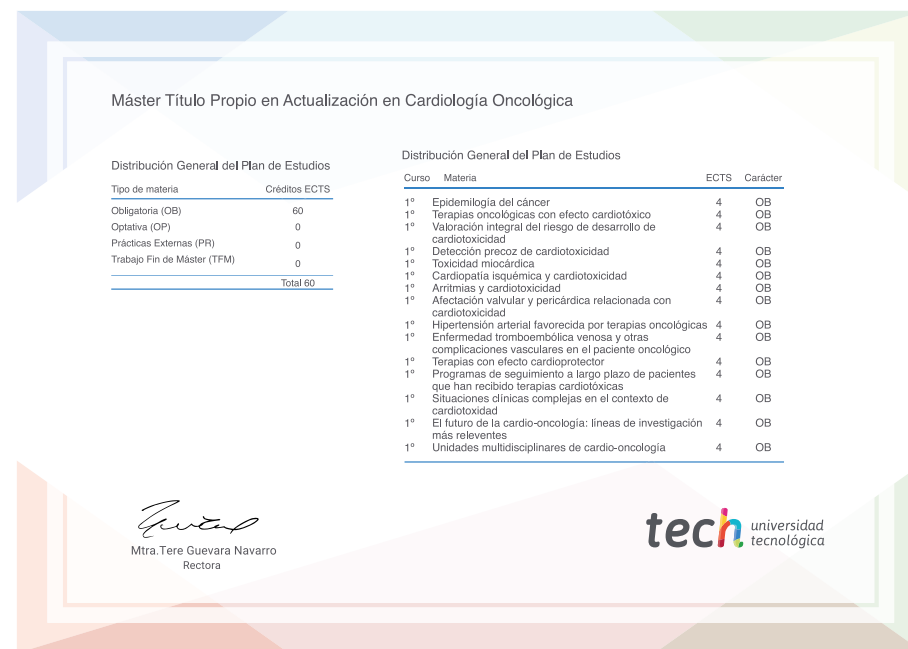 Máster Título Propio en Actualización en Cardiología Oncológica
Distribución General del Plan de Estudios
Tipo de materia Créditos ECTS
Obligatoria (OB) 60
Optativa (OP) 0
Prácticas Externas (PR) 0
Trabajo Fin de Máster (TFM) 0
Total 60
Distribución General del Plan de Estudios
Curso Materia ECTS Carácter
1º Epidemilogía del cáncer 4 OB
1º Terapias oncológicas con efecto cardiotóxico 4 OB
1º Valoración integral del riesgo de desarrollo de 4 OB
cardiotoxicidad
1º Detección precoz de cardiotoxicidad 4 OB
1º Toxicidad miocárdica 4 OB
1º Cardiopatía isquémica y cardiotoxicidad 4 OB
1º Arritmias y cardiotoxicidad 4 OB
1º Afectación valvular y pericárdica relacionada con 4 OB
cardiotoxicidad
1º Hipertensión arterial favorecida por terapias oncológicas 4 OB
1º Enfermedad tromboembólica venosa y otras 4 OB
complicaciones vasculares en el paciente oncológico
1º Terapias con efecto cardioprotector 4 OB
1º Programas de seguimiento a largo plazo de pacientes 4 OB
que han recibido terapias cardiotóxicas
1º Situaciones clínicas complejas en el contexto de 4 OB
cardiotoxidad
1º El futuro de la cardio-oncología: líneas de investigación 4 OB
más releventes
1º Unidades multidisciplinares de cardio-oncología 4 OB
Mtra.Tere Guevara Navarro
Rectora
tech universidad
tecnológica